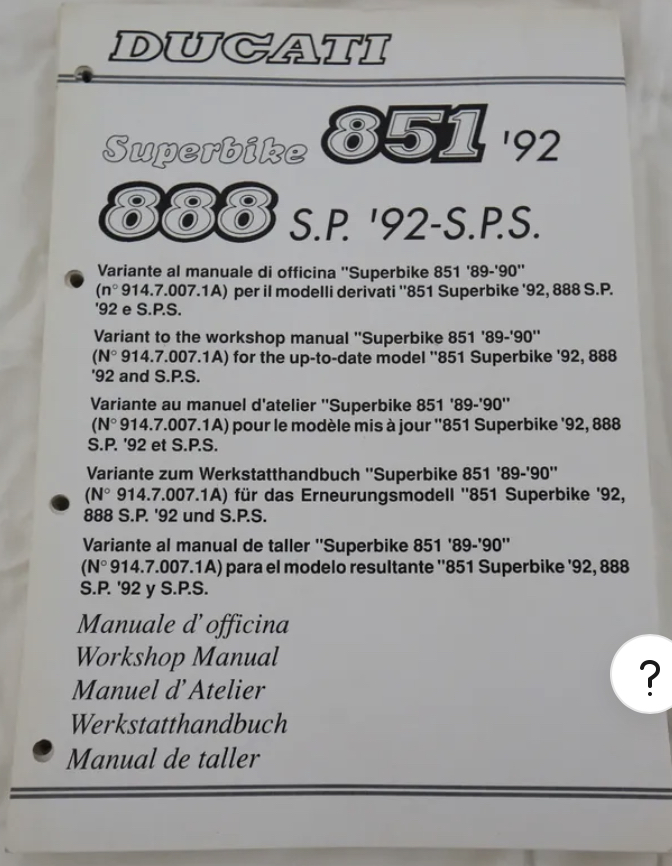 DUCATI
Superbike 851 '92
888 S.P. '92-S.P.S.
Variante al manuale di officina "Superbike 851 '89-'90"
(n° 914.7.007.1A) per il modelli derivati "851 Superbike '92, 888 S.P.
'92 e S.P.S.
Variant to the workshop manual "Superbike 851 '89-'90"
(N° 914.7.007.1A) for the up-to-date model "851 Superbike '92, 888
'92 and S.P.S.
Variante au manuel d'atelier "Superbike 851 '89-'90"
(N° 914.7.007.1A) pour le modèle mis à jour "851 Superbike '92, 888
S.P. '92 et S.P.S.
Variante zum Werkstatthandbuch "Superbike 851 '89-'90"
(N° 914.7.007.1A) für das Erneurungsmodell "851 Superbike '92,
888 S.P. '92 und S.P.S.
Variante al manual de taller "Superbike 851 '89-'90"
(N° 914.7.007.1A) para el modelo resultante "851 Superbike '92, 888
S.P. '92 y S.P.S.
Manuale d'officina
Workshop Manual
Manuel d'Atelier
Werkstatthandbuch
Manual de taller
?